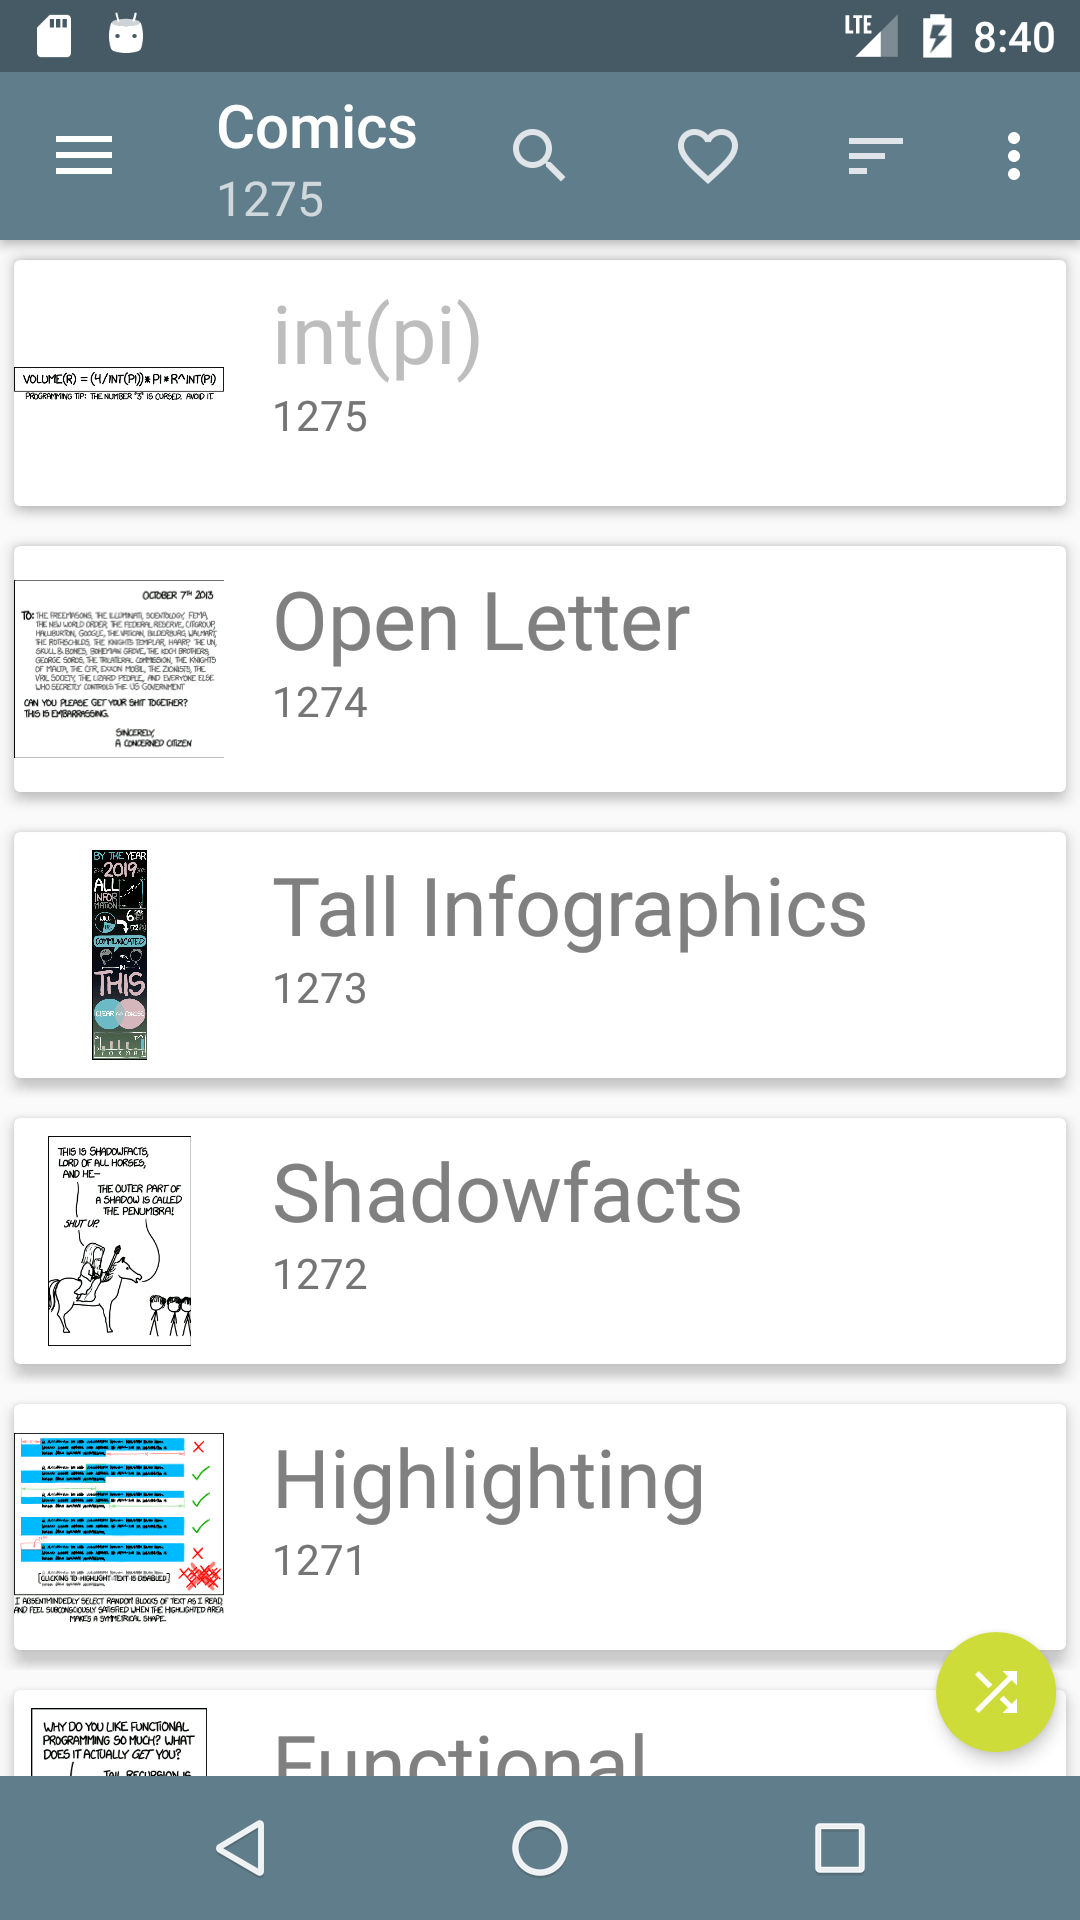 LTE 8:40
Comics
1275
int(pi)
1275
VOLUME(R) = (4/INT(PI))* PI * R^INT(PI)
PROGRAMMING TIP: THE NUMBER "3" IS CURSED. AVOID IT.
Open Letter
1274
OCTOBER 7TH 2013
TO: THE FREEMASONS, THE ILLUMINATI, SCIENTOLOGY, FEMA,
THE NEW WORLD ORDER, THE FEDERAL RESERVE, CITIGROUP,
HALLIBURTON, GOOGLE, THE VATICAN, BILDERBURG, WALMART,
THE ROTHSCHILDS, THE KNIGHTS TEMPLAR, HAARP, THE UN,
SKULL & BONES, BOHEMIAN GROVE, THE KOCH BROTHERS,
GEORGE SOROS, THE TRILATERAL COMMISSION, THE KNIGHTS
OF MALTA, THE CFR, EXXON MOBIL, THE ZIONISTS, THE
VRIL SOCIETY, THE LIZARD PEOPLE, AND EVERYONE ELSE
WHO SECRETLY CONTROLS THE US GOVERNMENT
CAN YOU PLEASE GET YOUR SHIT TOGETHER?
THIS IS EMBARRASSING.
SINCERELY,
A CONCERNED CITIZEN
Tall Infographics
1273
BY THE YEAR
2019
ALL
INFOR
MATION
WILL
BE
COMMUNICATED
IN
THIS
CLEAR AND CONCISE
FORMAT
Shadowfacts
1272
THIS IS SHADOWFACTS,
LORD OF ALL HORSES,
AND HE—
THE OUTER PART OF
A SHADOW IS CALLED
THE PENUMBRA!
SHUT UP.
Highlighting
1271
[CLICKING TO HIGHLIGHT TEXT IS DISABLED]
I ABSENTMINDEDLY SELECT RANDOM BLOCKS OF TEXT AS I READ,
AND FEEL SUBCONSCIOUSLY SATISFIED WHEN THE HIGHLIGHTED AREA
MAKES A SYMMETRICAL SHAPE.
Functional
WHY DO YOU LIKE FUNCTIONAL
PROGRAMMING SO MUCH? WHAT
DOES IT ACTUALLY GET YOU?
TAIL RECURSION IS